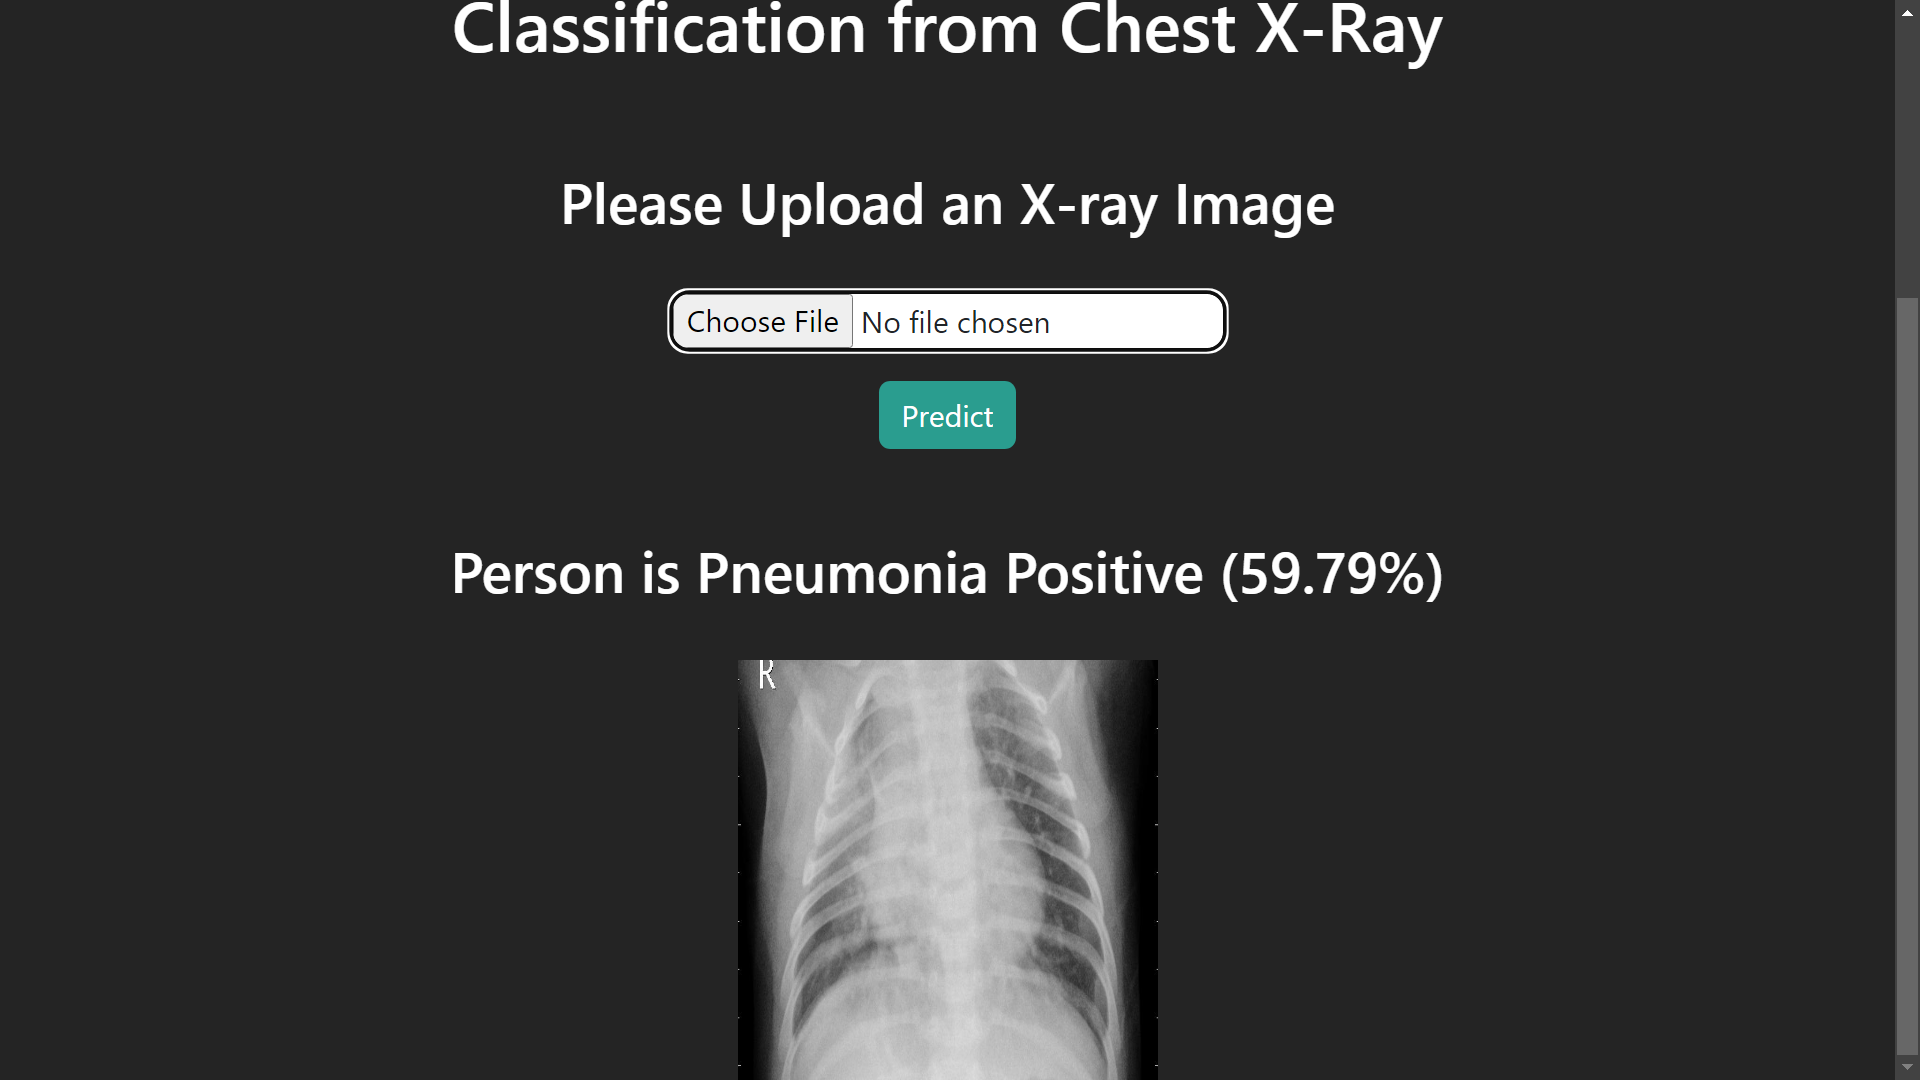 Classification from Chest X-Ray
Please Upload an X-ray Image
Choose File No file chosen
Predict
Person is Pneumonia Positive (59.79%)
R